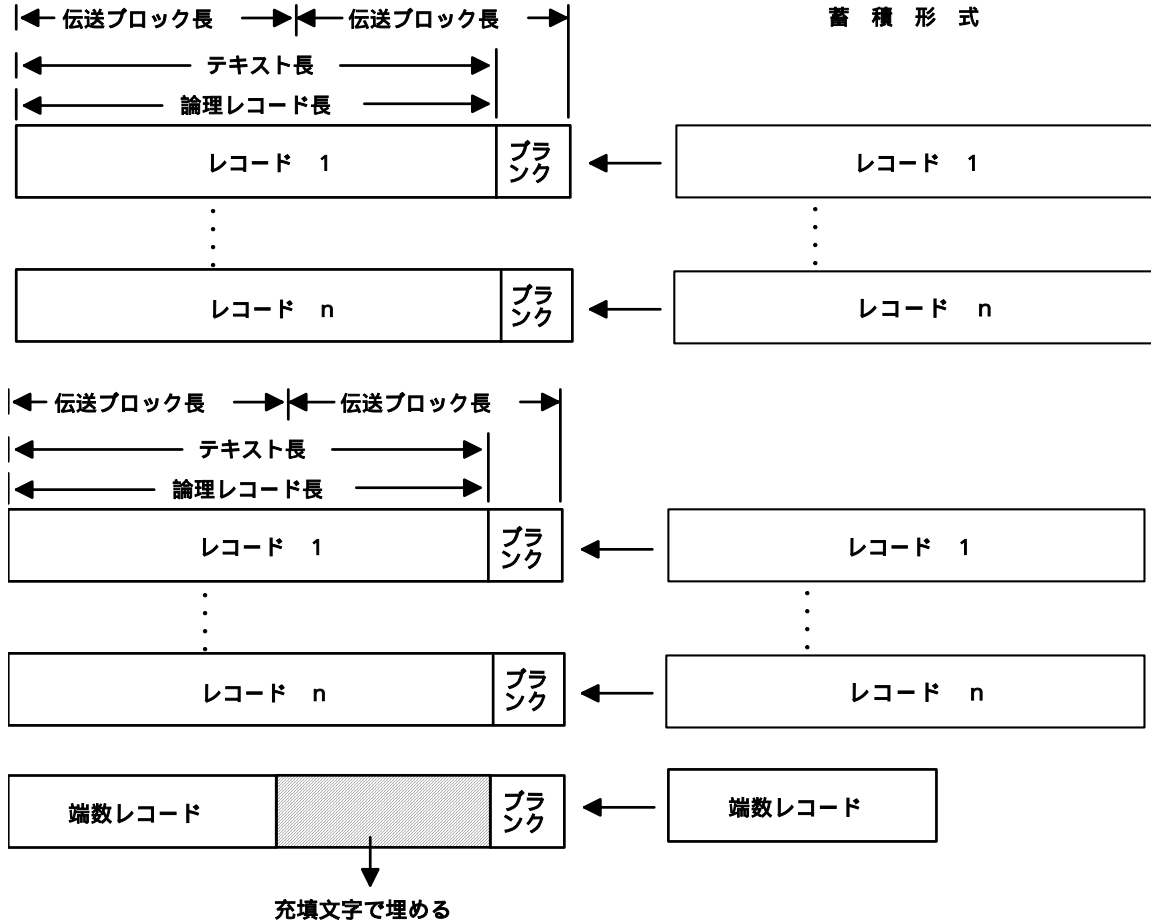 伝送ブロック長 伝送ブロック長 蓄積形式
テキスト長
論理レコード長
レコード 1 ブラ
ンク レコード 1
レコード n ブラ
ンク レコード n
伝送ブロック長 伝送ブロック長
テキスト長
論理レコード長
レコード 1 ブラ
ンク レコード 1
レコード n ブラ
ンク レコード n
端数レコード ブラ
ンク 端数レコード
充填文字で埋める